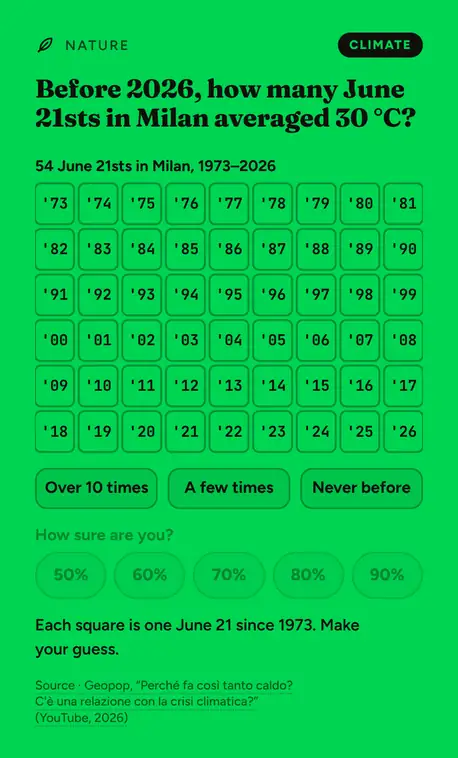 NATURE
CLIMATE
Before 2026, how many June
21sts in Milan averaged 30 °C?
54 June 21sts in Milan, 1973–2026
'73 '74 '75 '76 '77 '78 '79 '80 '81
'82 '83 '84 '85 '86 '87 '88 '89 '90
'91 '92 '93 '94 '95 '96 '97 '98 '99
'00 '01 '02 '03 '04 '05 '06 '07 '08
'09 '10 '11 '12 '13 '14 '15 '16 '17
'18 '19 '20 '21 '22 '23 '24 '25 '26
Over 10 times A few times Never before
How sure are you?
50% 60% 70% 80% 90%
Each square is one June 21 since 1973. Make
your guess.
Source · Geopop, “Perché fa così tanto caldo?
C'è una relazione con la crisi climatica?”
(YouTube, 2026)